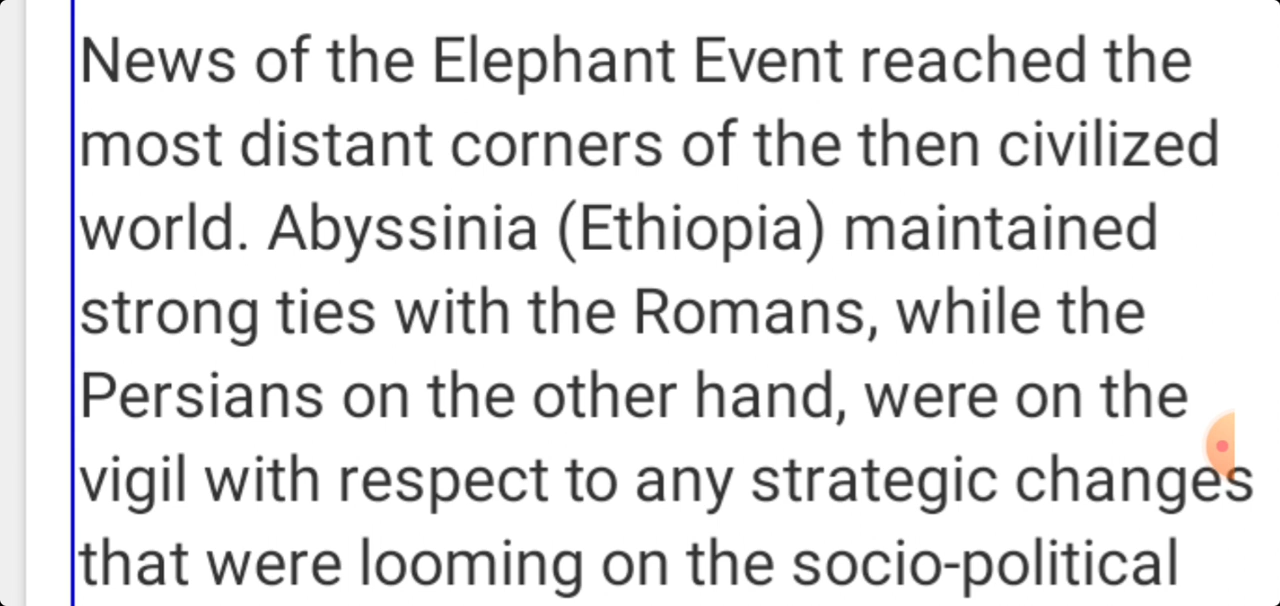 News of the Elephant Event reached the
most distant corners of the then civilized
world. Abyssinia (Ethiopia) maintained
strong ties with the Romans, while the
Persians on the other hand, were on the
vigil with respect to any strategic changes
that were looming on the socio-political